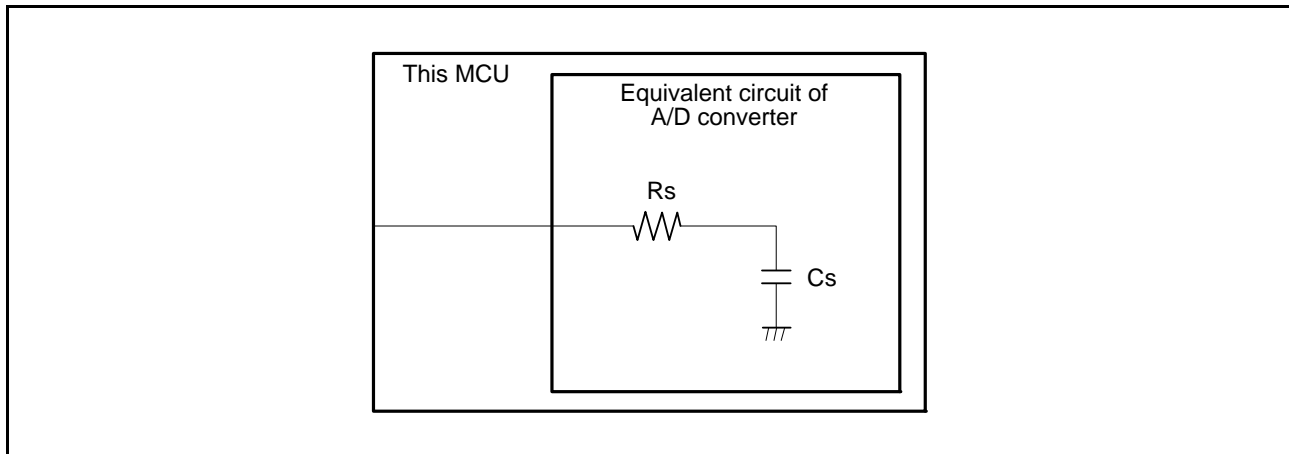 This MCU
Equivalent circuit of
A/D converter
Rs
Cs